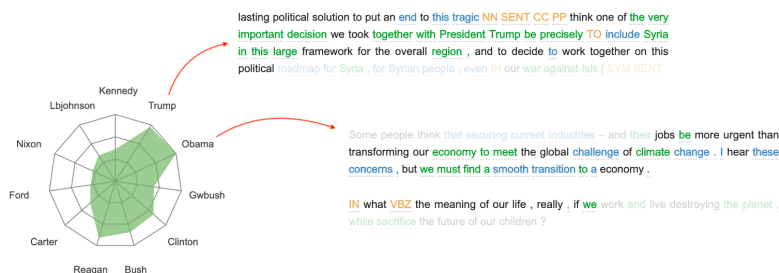 lasting political solution to put an end to this tragic NN SENT CC PP think one of the very
important decision we took together with President Trump be precisely TO include Syria
in this large framework for the overall region , and to decide to work together on this
political roadmap for Syria , for Syrian people , even IN our war against Isis [ SYM SENT
Kennedy
Lbjohnson
Trump
Nixon
Obama
Ford
Gwbush
Carter
Clinton
Reagan
Bush
Some people think that securing current industries – and their jobs be more urgent than
transforming our economy to meet the global challenge of climate change . I hear these
concerns , but we must find a smooth transition to a economy .
IN what VBZ the meaning of our life , really , if we work and live destroying the planet ,
while sacrifice the future of our children ?